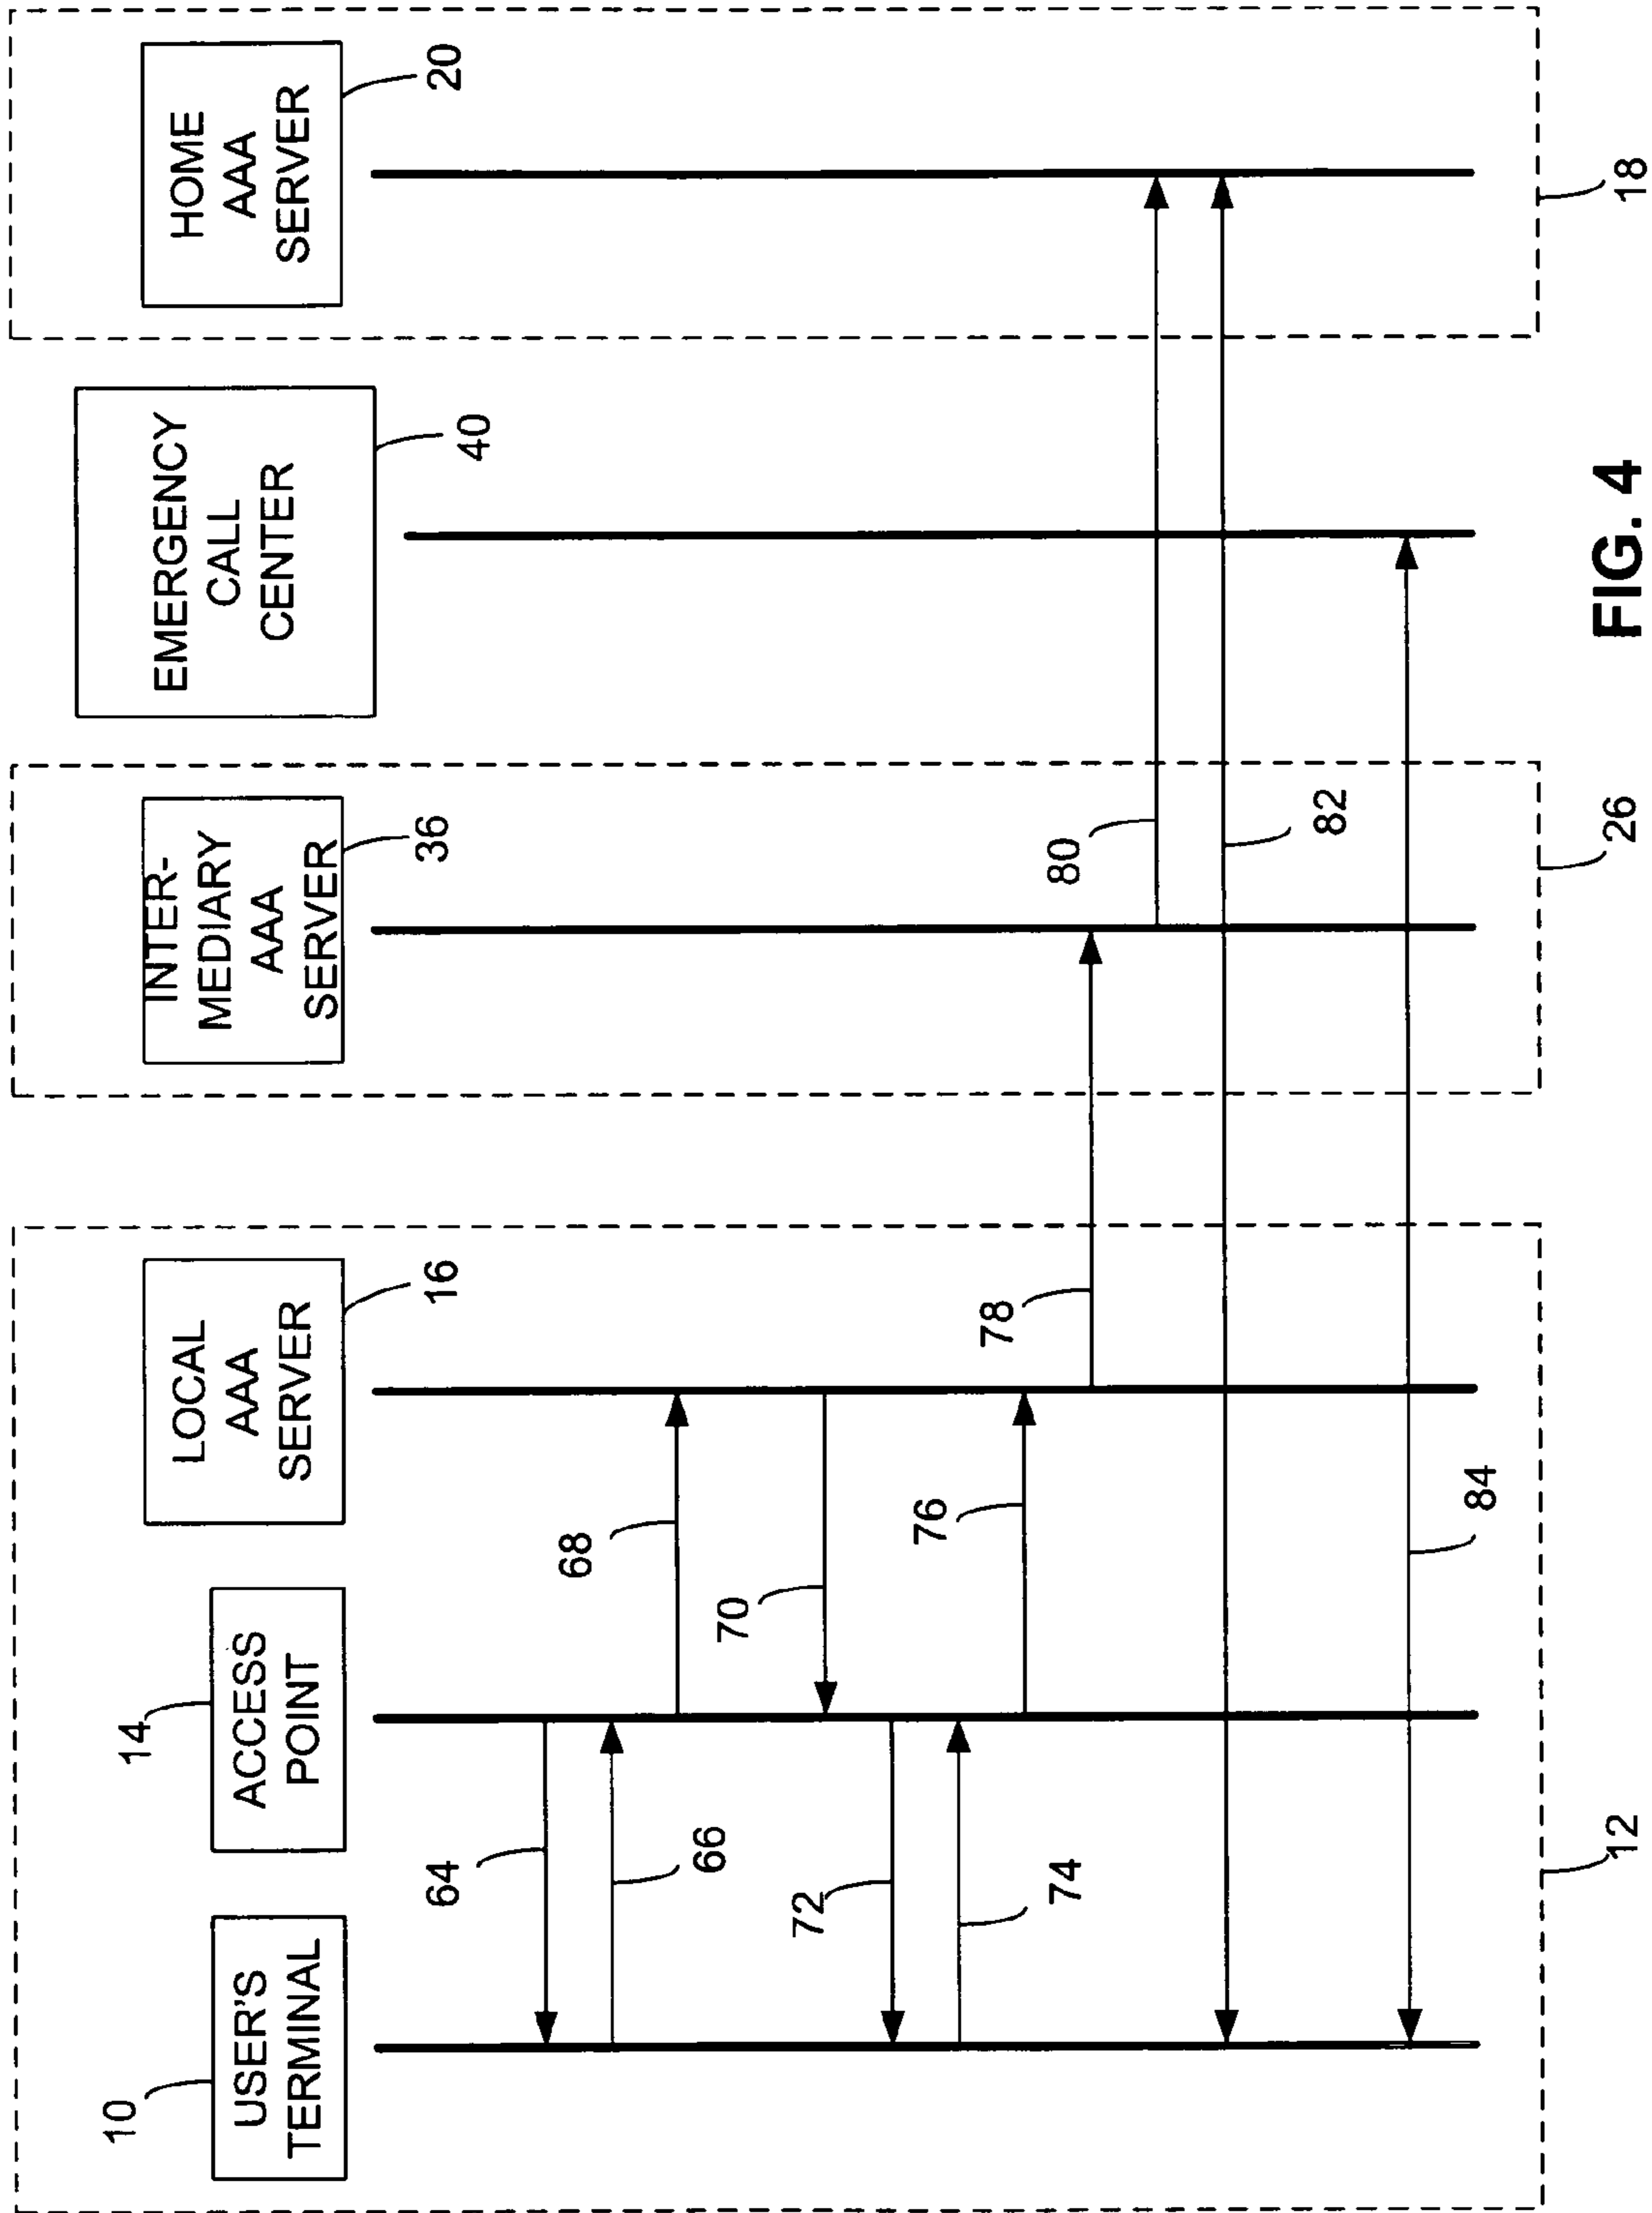 10
USER'S
TERMINAL
14
ACCESS
POINT
LOCAL
AAA
SERVER
16
INTER-
MEDIARY
AAA
SERVER
36
EMERGENCY
CALL
CENTER
40
HOME
AAA
SERVER
20
64
66
68
70
72
74
76
78
80
82
84
12
26
18
FIG. 4